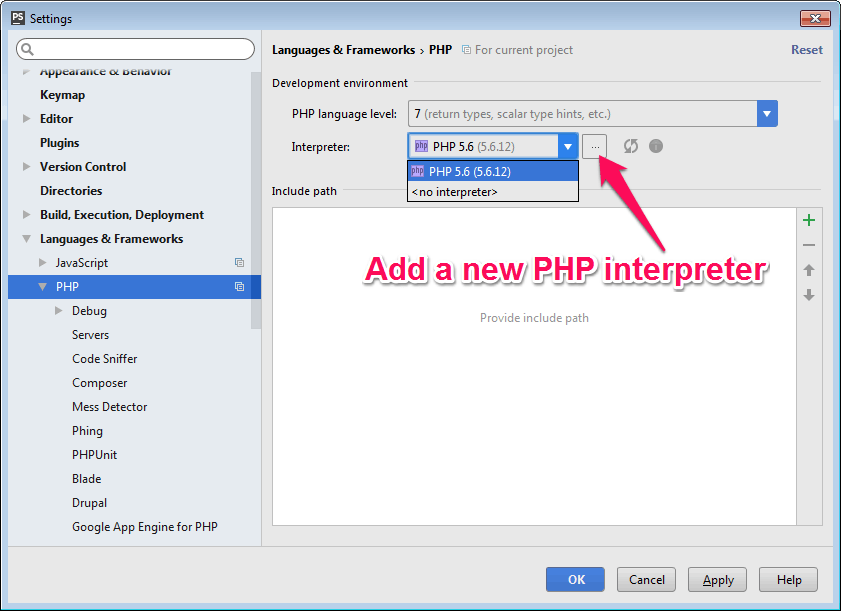 PS Settings
Languages & Frameworks › PHP For current project Reset
Appearance & Behavior
Keymap
Editor
Plugins
Version Control
Directories
Build, Execution, Deployment
Languages & Frameworks
JavaScript
PHP
Debug
Servers
Code Sniffer
Composer
Mess Detector
Phing
PHPUnit
Blade
Drupal
Google App Engine for PHP
Development environment
PHP language level: 7 (return types, scalar type hints, etc.)
Interpreter: php PHP 5.6 (5.6.12) ...
php PHP 5.6 (5.6.12)
<no interpreter>
Include path
Add a new PHP interpreter
Provide include path
OK Cancel Apply Help